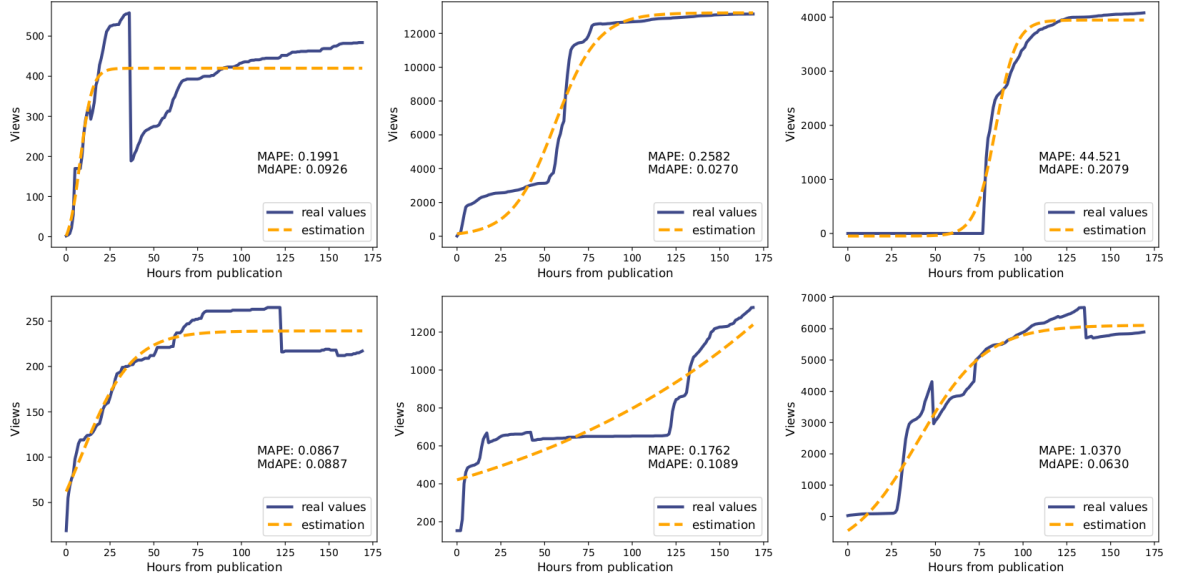 500
400
300
200
100
0
Views
MAPE: 0.1991
MdAPE: 0.0926
real values
estimation
0 25 50 75 100 125 150 175
Hours from publication
12000
10000
8000
6000
4000
2000
0
Views
MAPE: 0.2582
MdAPE: 0.0270
real values
estimation
0 25 50 75 100 125 150 175
Hours from publication
4000
3000
2000
1000
0
Views
MAPE: 44.521
MdAPE: 0.2079
real values
estimation
0 25 50 75 100 125 150 175
Hours from publication
250
200
150
100
50
Views
MAPE: 0.0867
MdAPE: 0.0887
real values
estimation
0 25 50 75 100 125 150 175
Hours from publication
1200
1000
800
600
400
200
Views
MAPE: 0.1762
MdAPE: 0.1089
real values
estimation
0 25 50 75 100 125 150 175
Hours from publication
7000
6000
5000
4000
3000
2000
1000
0
Views
MAPE: 1.0370
MdAPE: 0.0630
real values
estimation
0 25 50 75 100 125 150 175
Hours from publication